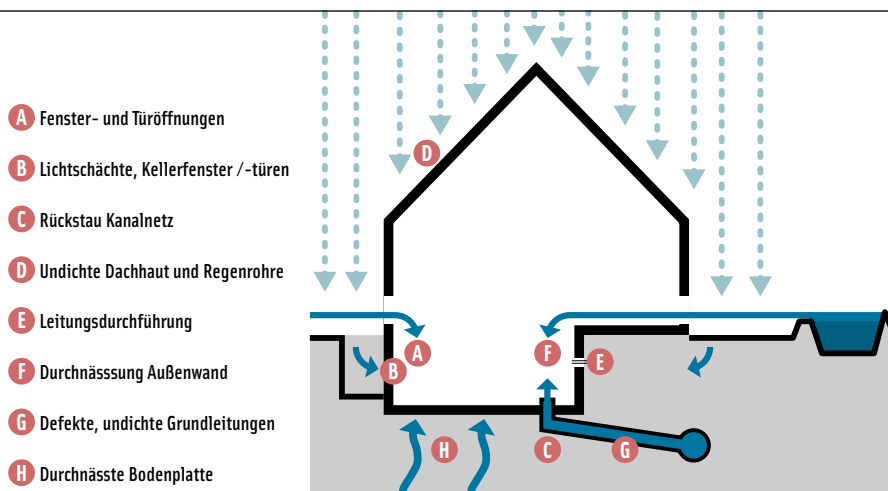 A Fenster- und Türöffnungen
B Lichtschächte, Kellerfenster /-türen
C Rückstau Kanalnetz
D Undichte Dachhaut und Regenrohre
E Leitungsdurchführung
F Durchnässsung Außenwand
G Defekte, undichte Grundleitungen
H Durchnässte Bodenplatte
D
A
F
E
B
H
C
G